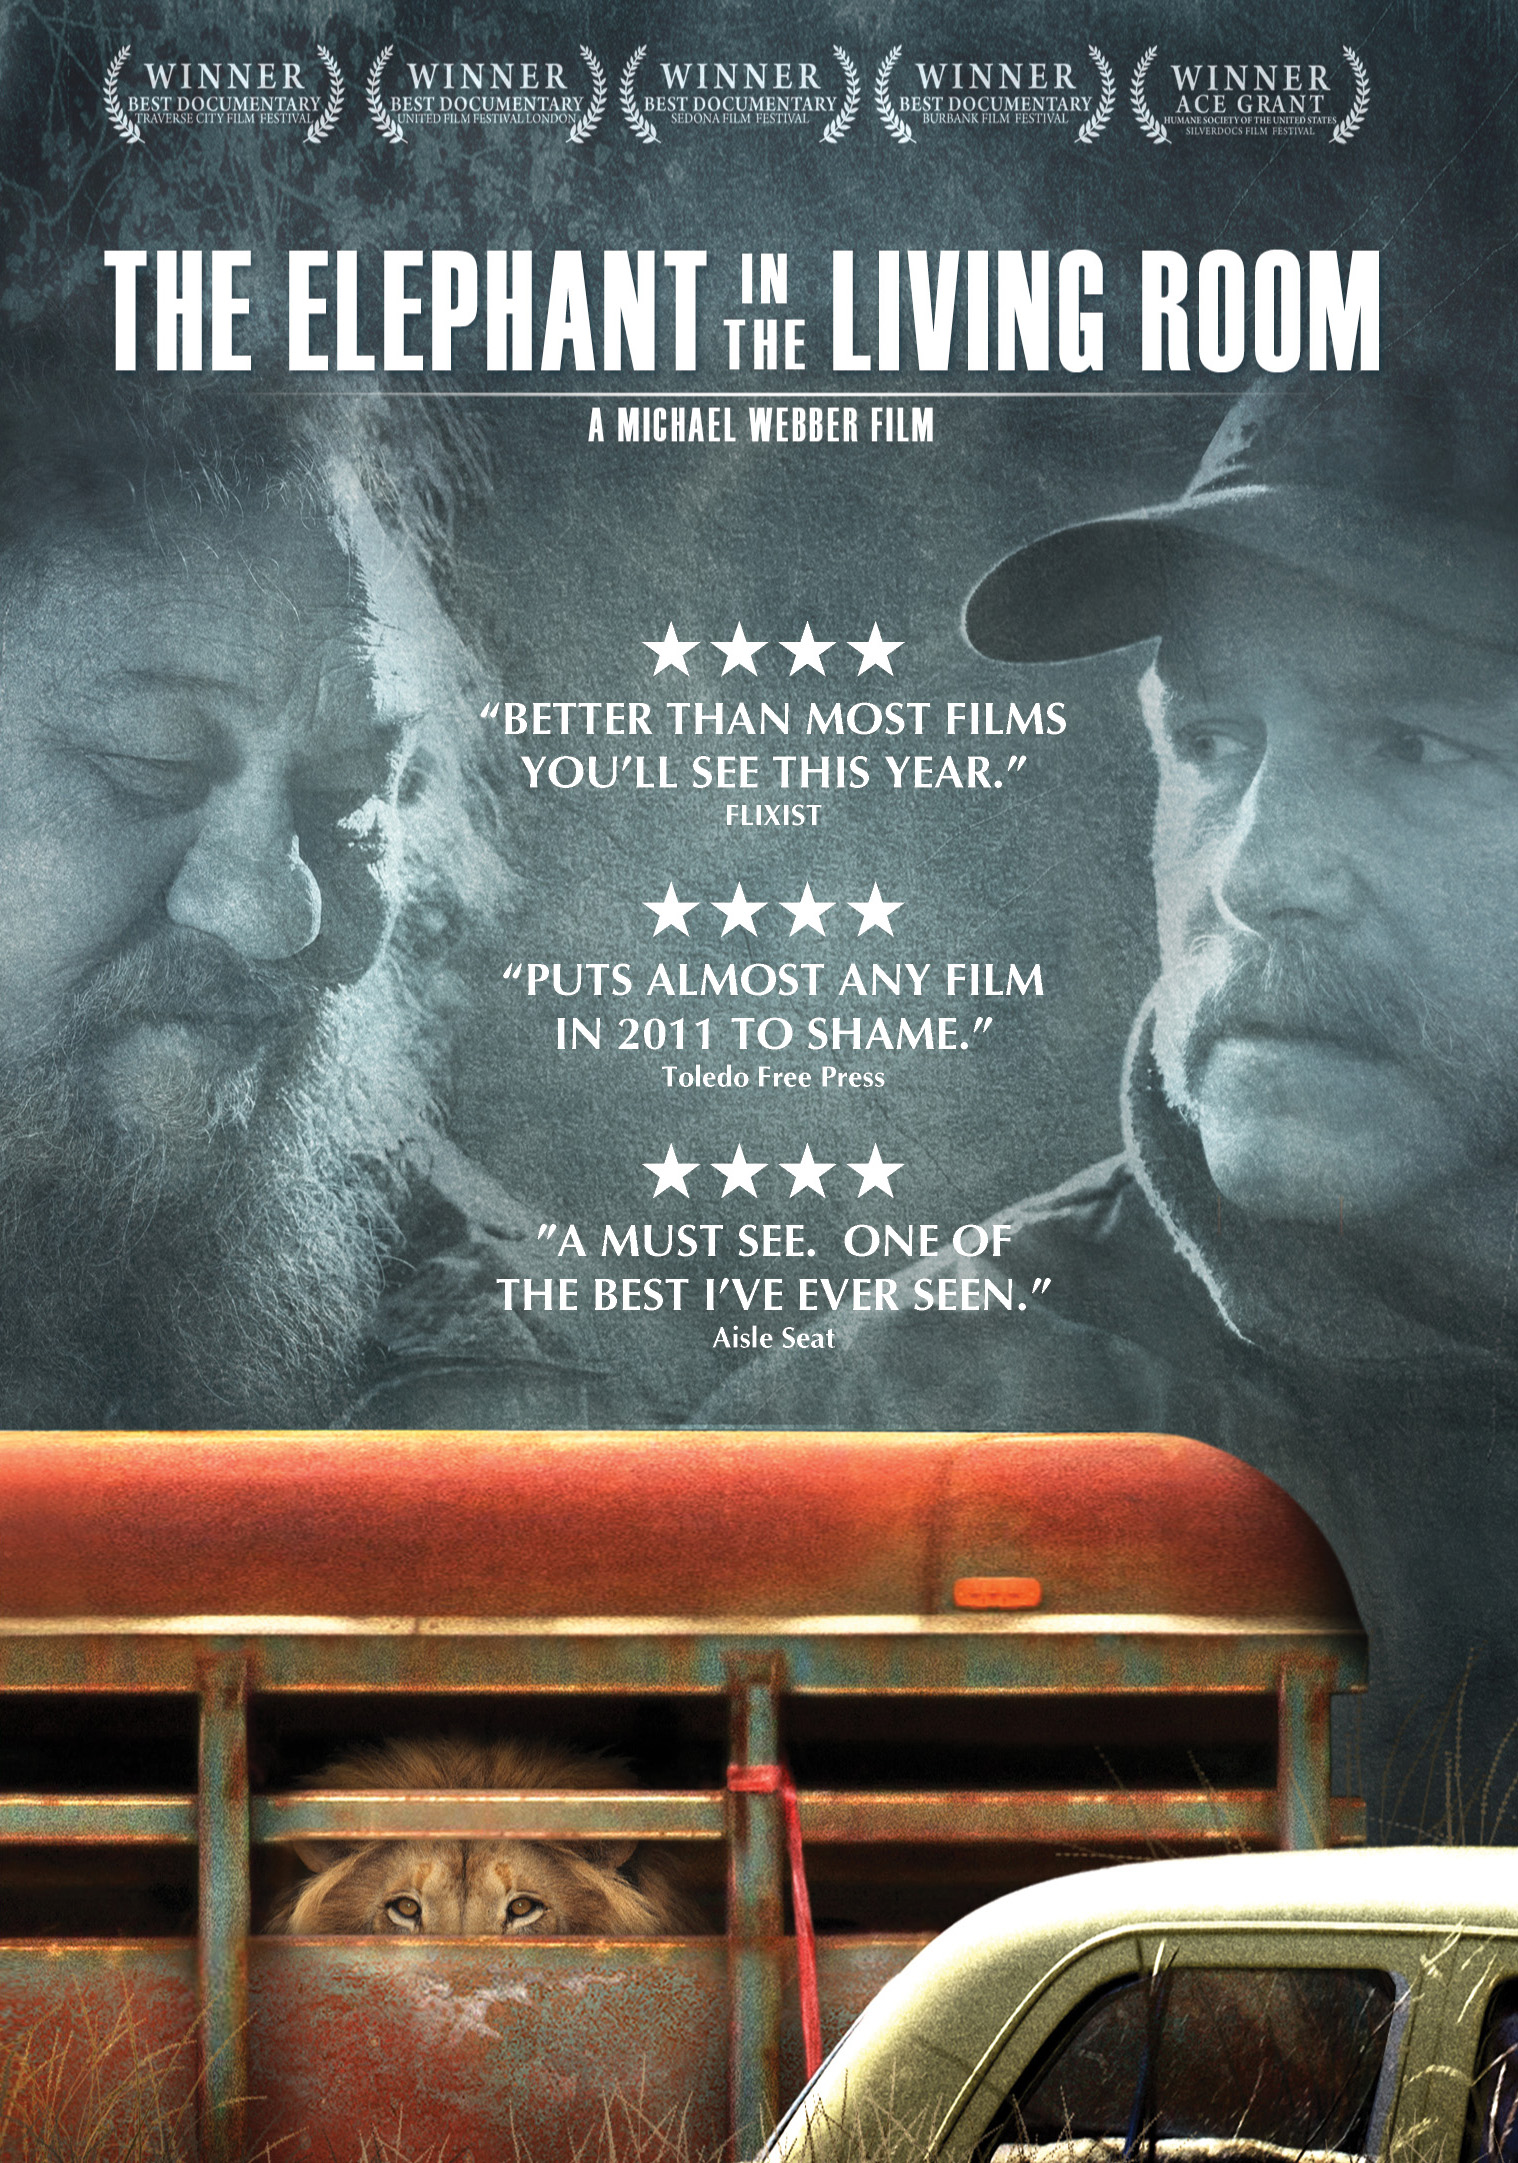 WINNER
BEST DOCUMENTARY
TRAVERSE CITY FILM FESTIVAL
WINNER
BEST DOCUMENTARY
UNITED FILM FESTIVAL LONDON
WINNER
BEST DOCUMENTARY
SEDONA FILM FESTIVAL
WINNER
BEST DOCUMENTARY
BURBANK FILM FESTIVAL
WINNER
ACE GRANT
HUMANE SOCIETY OF THE UNITED STATES
SILVERDOCS FILM FESTIVAL
THE ELEPHANT IN THE LIVING ROOM
A MICHAEL WEBBER FILM
★★★★
“BETTER THAN MOST FILMS
YOU’LL SEE THIS YEAR.”
FLIXIST
★★★★
“PUTS ALMOST ANY FILM
IN 2011 TO SHAME.”
Toledo Free Press
★★★★
”A MUST SEE. ONE OF
THE BEST I’VE EVER SEEN.”
Aisle Seat